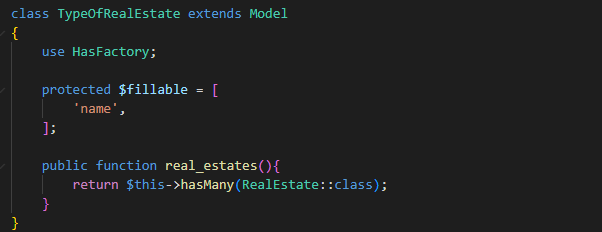 class TypeOfRealEstate extends Model
{
    use HasFactory;
    protected $fillable = [
        'name',
    ];
    public function real_estates(){
        return $this->hasMany(RealEstate::class);
    }
}